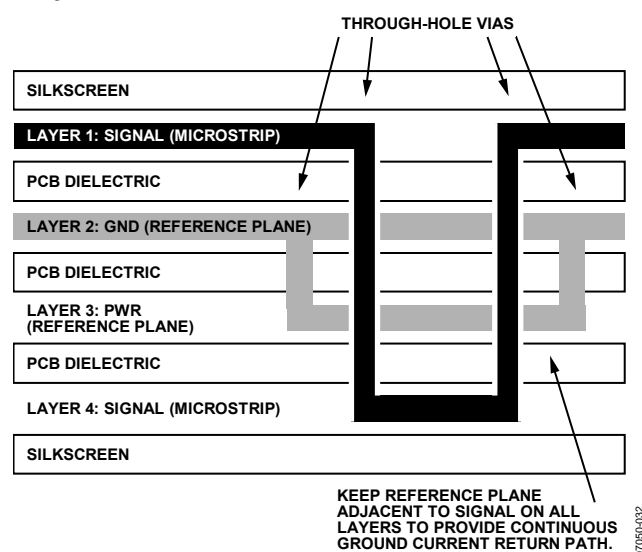 THROUGH-HOLE VIAS
SILKSCREEN
LAYER 1: SIGNAL (MICROSTRIP)
PCB DIELECTRIC
LAYER 2: GND (REFERENCE PLANE)
PCB DIELECTRIC
LAYER 3: PWR
(REFERENCE PLANE)
PCB DIELECTRIC
LAYER 4: SIGNAL (MICROSTRIP)
SILKSCREEN
KEEP REFERENCE PLANE
ADJACENT TO SIGNAL ON ALL
LAYERS TO PROVIDE CONTINUOUS
GROUND CURRENT RETURN PATH.
7050-032